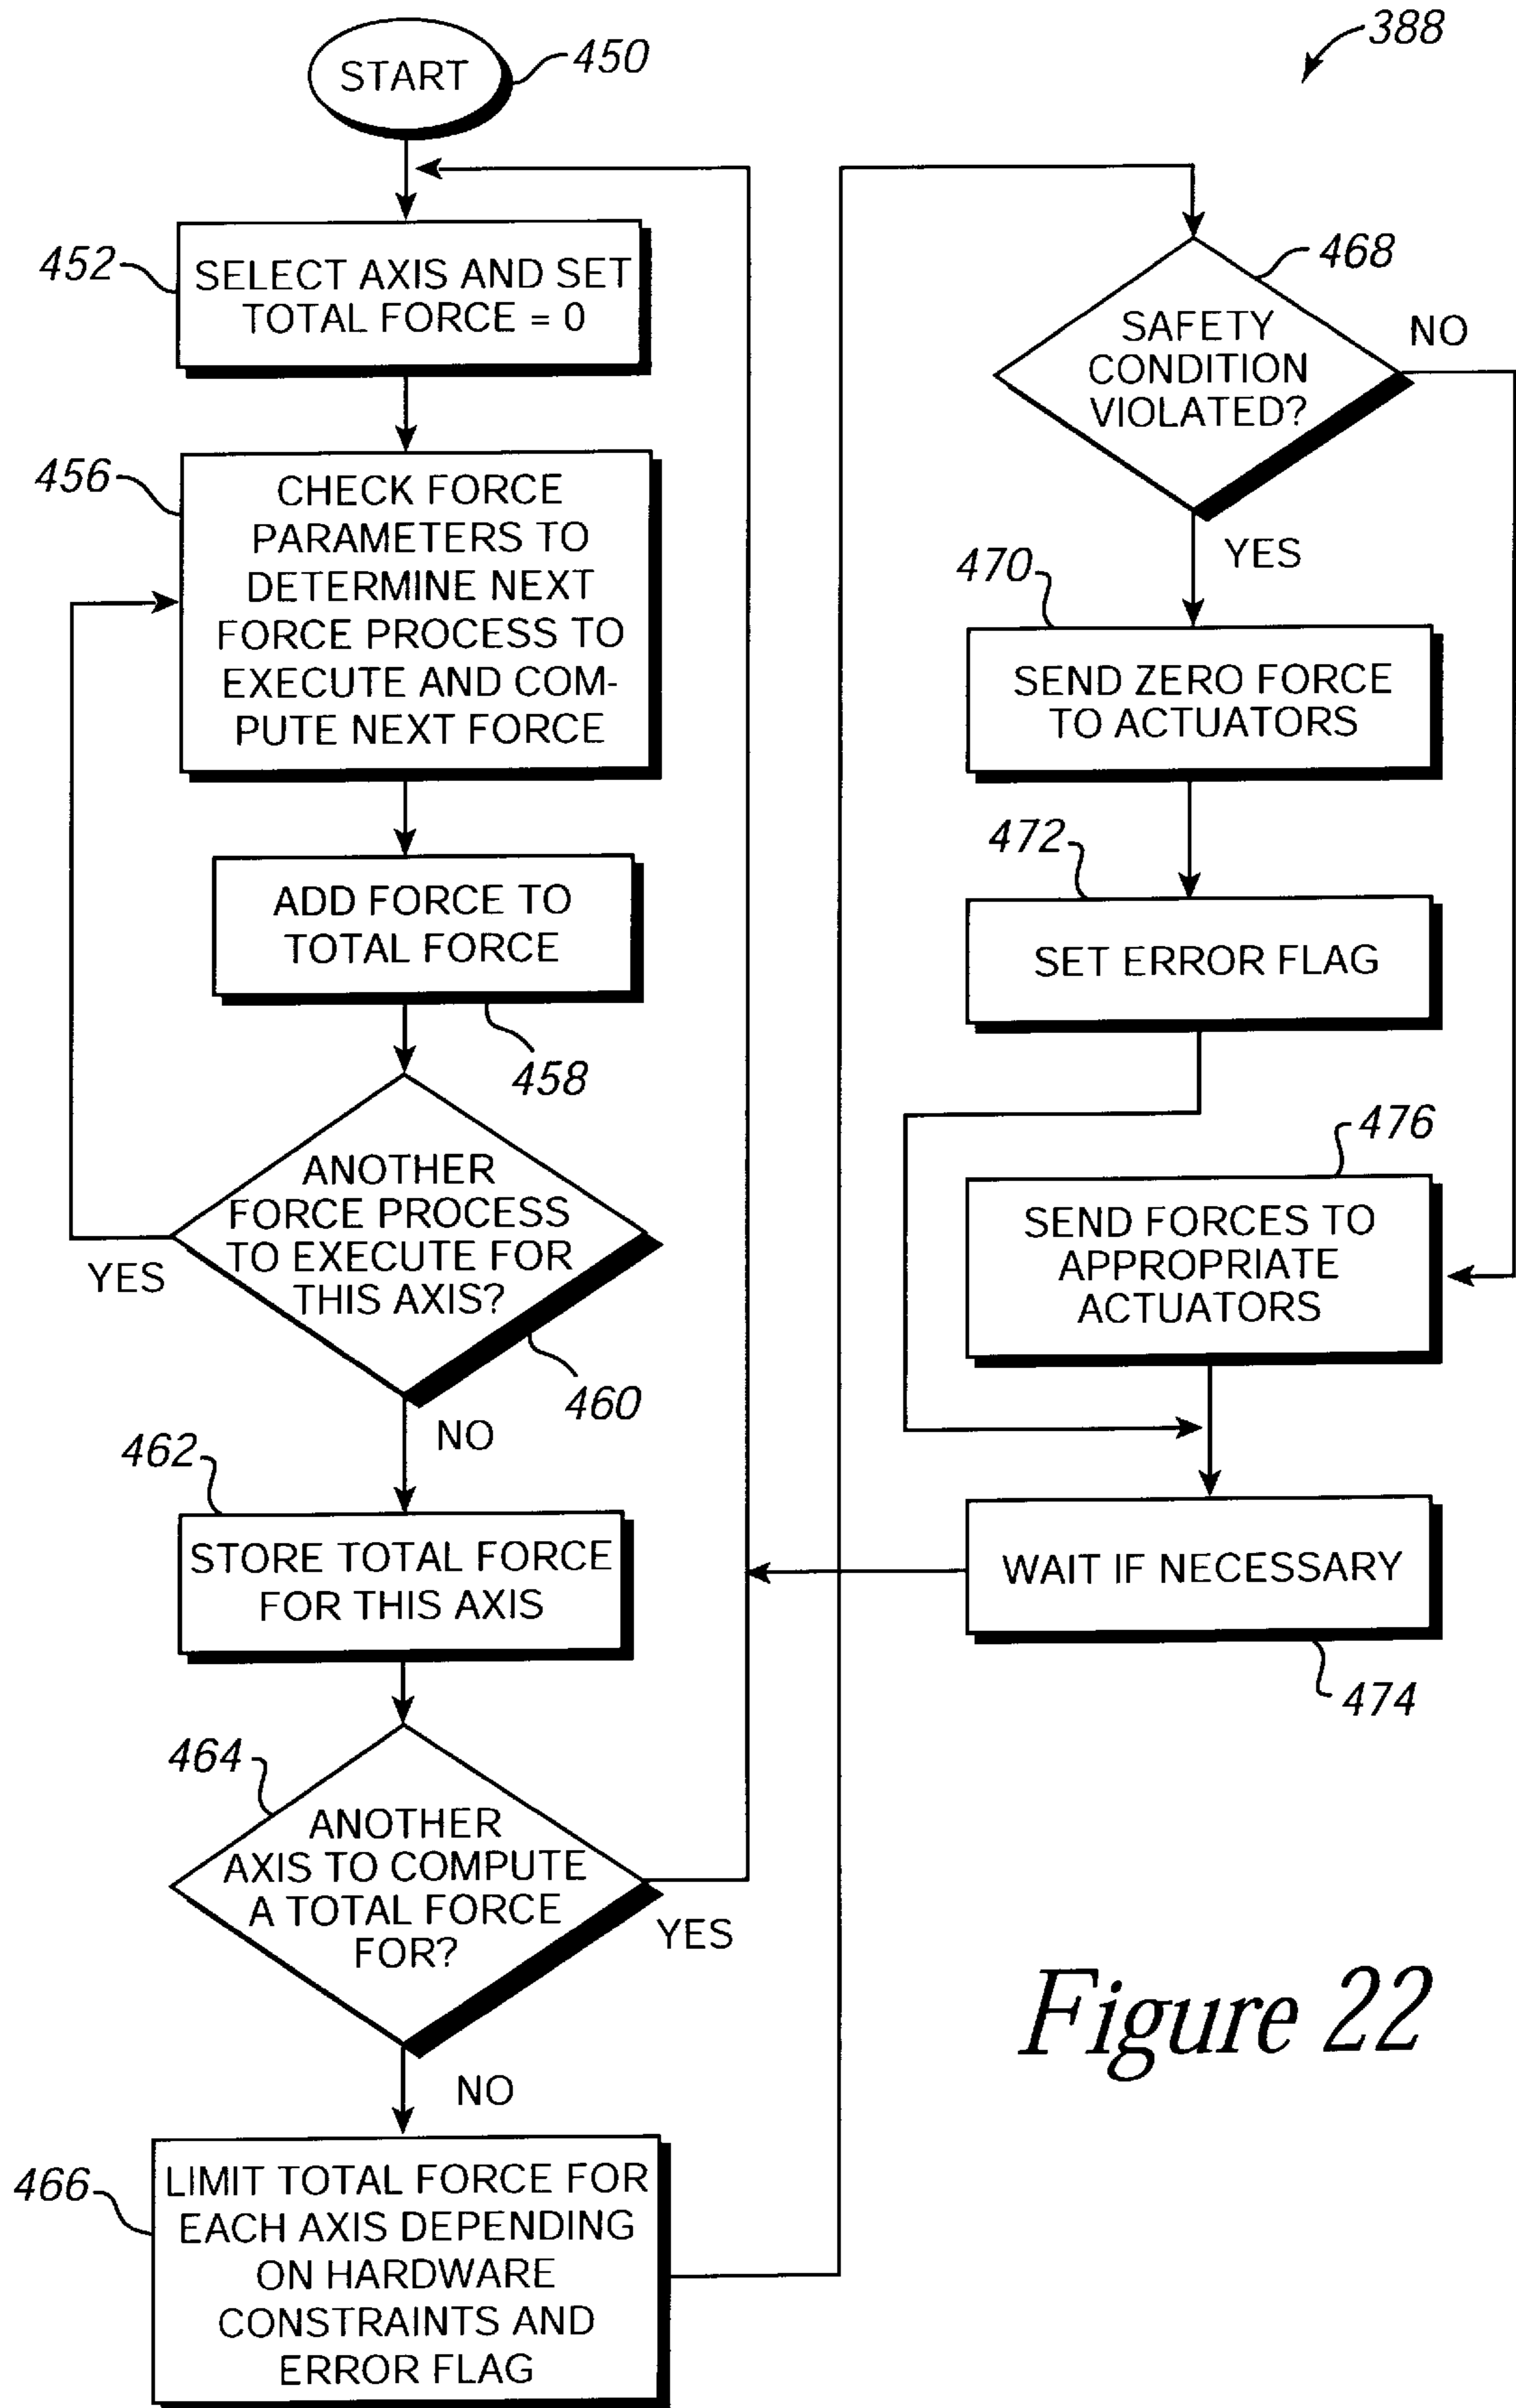 388
START
450
452
SELECT AXIS AND SET
TOTAL FORCE = 0
456
CHECK FORCE
PARAMETERS TO
DETERMINE NEXT
FORCE PROCESS TO
EXECUTE AND COM-
PUTE NEXT FORCE
ADD FORCE TO
TOTAL FORCE
458
ANOTHER
FORCE PROCESS
TO EXECUTE FOR
THIS AXIS?
YES
460
NO
462
STORE TOTAL FORCE
FOR THIS AXIS
464
ANOTHER
AXIS TO COMPUTE
A TOTAL FORCE
FOR?
YES
NO
466
LIMIT TOTAL FORCE FOR
EACH AXIS DEPENDING
ON HARDWARE
CONSTRAINTS AND
ERROR FLAG
468
SAFETY
CONDITION
VIOLATED?
NO
YES
470
SEND ZERO FORCE
TO ACTUATORS
472
SET ERROR FLAG
476
SEND FORCES TO
APPROPRIATE
ACTUATORS
WAIT IF NECESSARY
474
Figure 22